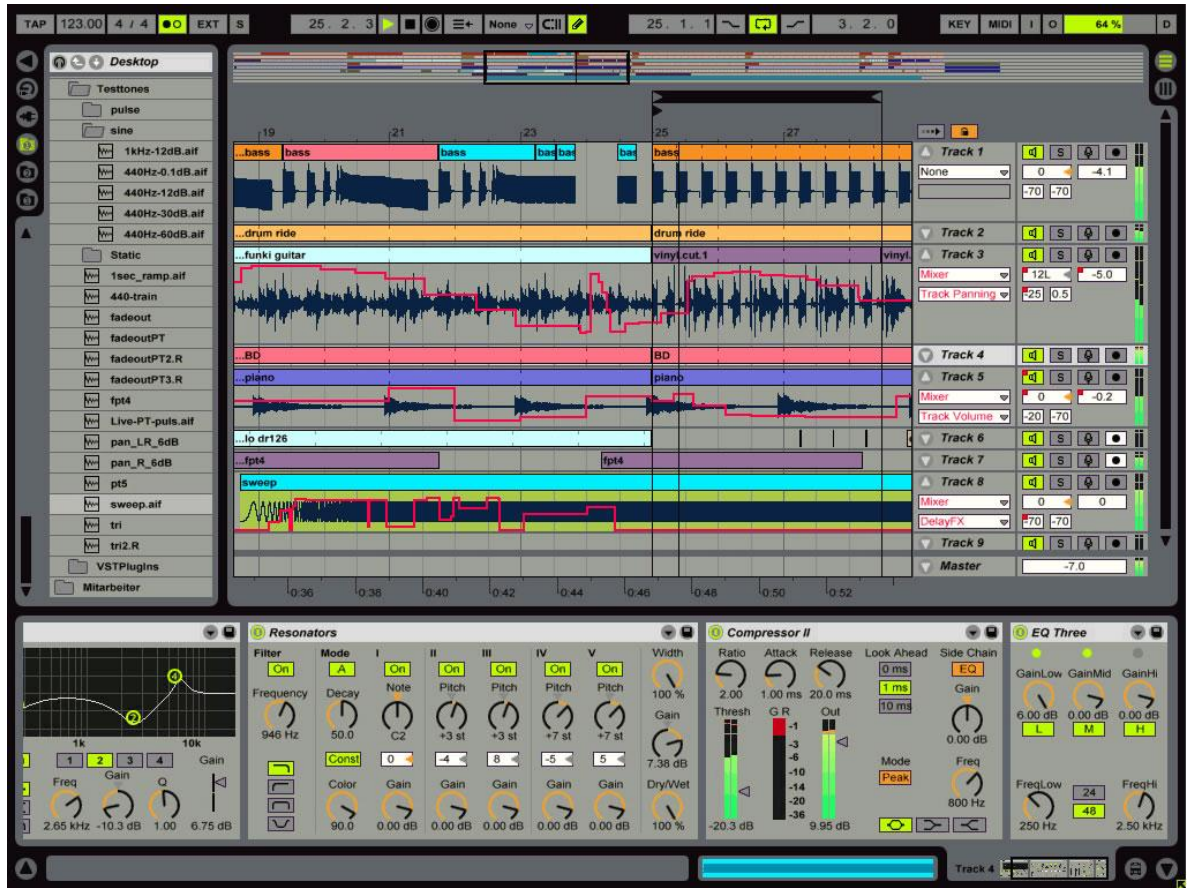 TAP 123.00 4 / 4 EXT S 25. 2. 3 None 25. 1. 1 3. 2. 0 KEY MIDI I O 64 % D
Desktop
Testtones
pulse
sine
1kHz-12dB.aif
440Hz-0.1dB.aif
440Hz-12dB.aif
440Hz-30dB.aif
440Hz-60dB.aif
Static
1sec_ramp.aif
440-train
fadeout
fadeoutPT
fadeoutPT2.R
fadeoutPT3.R
fpt4
Live-PT-puls.aif
pan_LR_6dB
pan_R_6dB
pt5
sweep.aif
tri
tri2.R
VSTPlugIns
Mitarbeiter
19 21 23 25 27
...bass bass bass bas bas bas bass
...drum ride drum ride
...funki guitar vinyl.cut.1 vinyl.
...BD BD
...piano piano
...lo dr126
...fpt4 fpt4
sweep
0:36 0:38 0:40 0:42 0:44 0:46 0:48 0:50 0:52
Track 1 S
None 0 -4.1
-70 -70
Track 2 S
Track 3 S
Mixer 12L -5.0
Track Panning -25 0.5
Track 4 S
Track 5 S
Mixer 0 -0.2
Track Volume -20 -70
Track 6 S
Track 7 S
Track 8 S
Mixer 0 0
DelayFX -70 -70
Track 9 S
Master -7.0
4
2
1k 10k
1 2 3 4 Gain
Freq Gain Q
2.65 kHz -10.3 dB 1.00 6.75 dB
Resonators
Filter Mode I II III IV V Width
On A On On On On On
Frequency Decay Note Pitch Pitch Pitch Pitch 100 %
946 Hz 50.0 C2 +3 st +3 st +7 st +7 st Gain
Const 0 -4 8 -5 5 7.38 dB
Color Gain Gain Gain Gain Gain Dry/Wet
90.0 0.00 dB 0.00 dB 0.00 dB 0.00 dB 0.00 dB 100 %
Compressor II
Ratio Attack Release Look Ahead Side Chain
0 ms EQ
2.00 1.00 ms 20.0 ms 1 ms Gain
Thresh G R Out 10 ms
-1
-3
-6
-10
-14
-20
-36
0.00 dB
Mode Freq
Peak
800 Hz
-20.3 dB 9.95 dB
EQ Three
GainLow GainMid GainHi
6.00 dB 0.00 dB 0.00 dB
L M H
FreqLow 24 FreqHi
48
250 Hz 2.50 kHz
Track 4